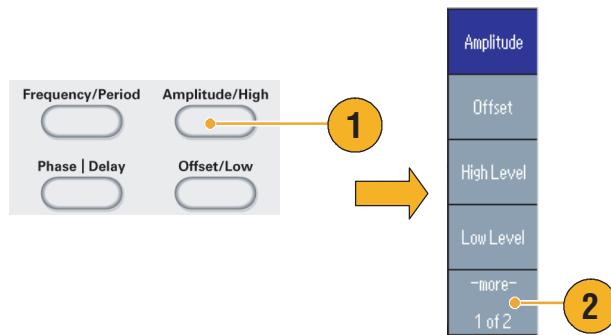 Frequency/Period Amplitude/High
1
Phase | Delay Offset/Low
Amplitude
Offset
High Level
Low Level
-more-
1 of 2
2